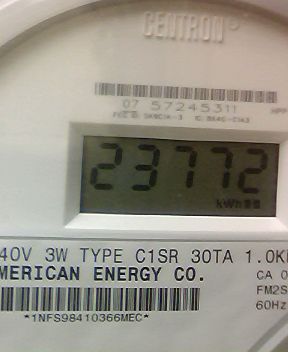 CENTRON
07 57245311
23772
kWh
40V 3W TYPE C1SR 30TA 1.0K
MERICAN ENERGY CO.
CA 0
FM2S
60Hz
*1NFS98410366MEC*